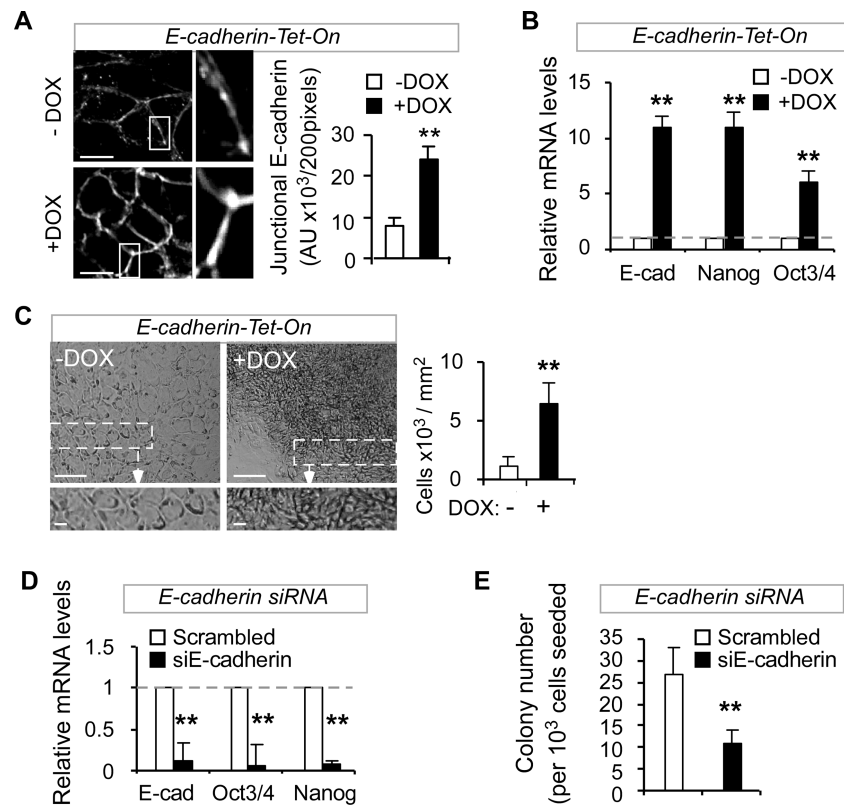 A
E-cadherin-Tet-On
- DOX
+DOX
Junctional E-cadherin
(AU x10³/200pixels)
-DOX
+DOX
30
20
10
0
**
B
E-cadherin-Tet-On
-DOX
+DOX
Relative mRNA levels
15
10
5
0
**
**
**
E-cad Nanog Oct3/4
C
E-cadherin-Tet-On
-DOX
+DOX
Cells x10³ / mm²
10
5
0
**
DOX: - +
D
E-cadherin siRNA
Relative mRNA levels
1.5
1
0.5
0
Scrambled
siE-cadherin
**
**
**
E-cad Oct3/4 Nanog
E
E-cadherin siRNA
Colony number
(per 10³ cells seeded)
35
30
25
20
15
10
5
0
Scrambled
siE-cadherin
**